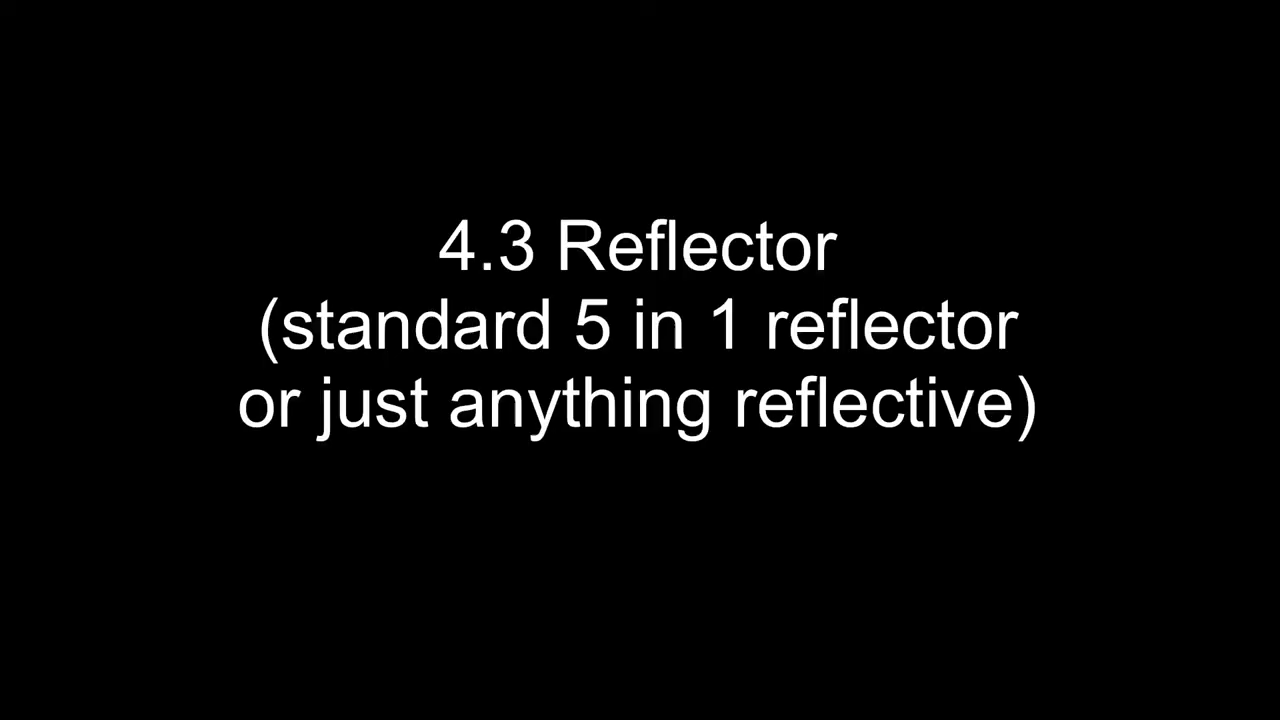 4.3 Reflector
(standard 5 in 1 reflector
or just anything reflective)